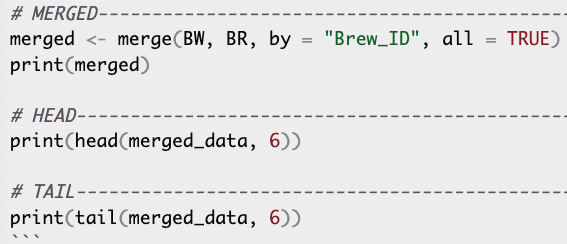 # MERGED--------------------------------------------------
merged <- merge(BW, BR, by = "Brew_ID", all = TRUE)
print(merged)
# HEAD----------------------------------------------------
print(head(merged_data, 6))
# TAIL----------------------------------------------------
print(tail(merged_data, 6))
```